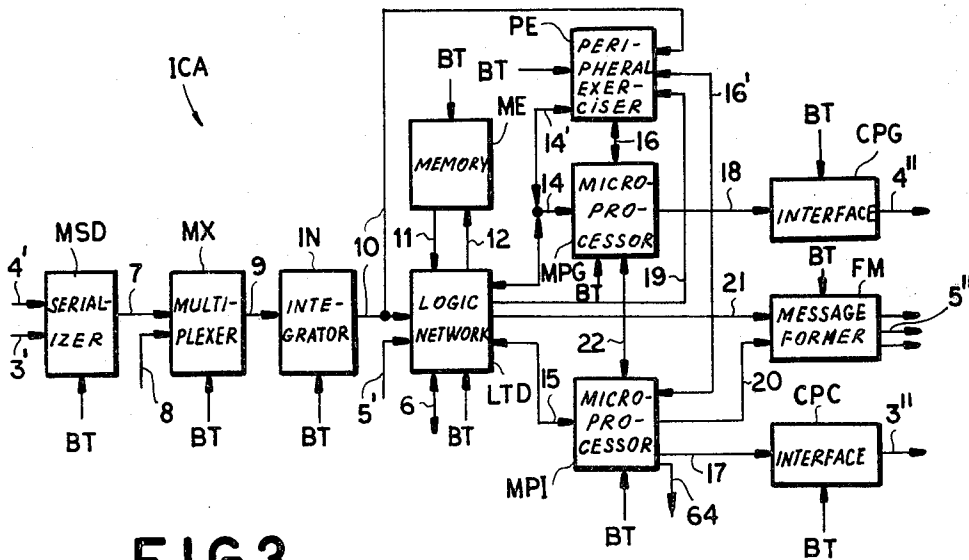 ICA
PE
PERI-
PHERAL
EXER-
CISER
BT
BT
ME
MEMORY
14'
16
16'
BT
CPG
INTERFACE
4"
14
MICRO-
PRO-
CESSOR
MPG
BT
18
10
11
12
19
MSD
MX
IN
4'
3'
SERIAL-
IZER
7
MULTI-
PLEXER
9
INTE-
GRATOR
LOGIC
NETWORK
LTD
21
BT
FM
MESSAGE
FORMER
5"
8
BT
BT
BT
5'
6
BT
22
20
15
MICRO-
PRO-
CESSOR
MPI
17
64
BT
CPC
INTERFACE
3"
BT
FIG.3